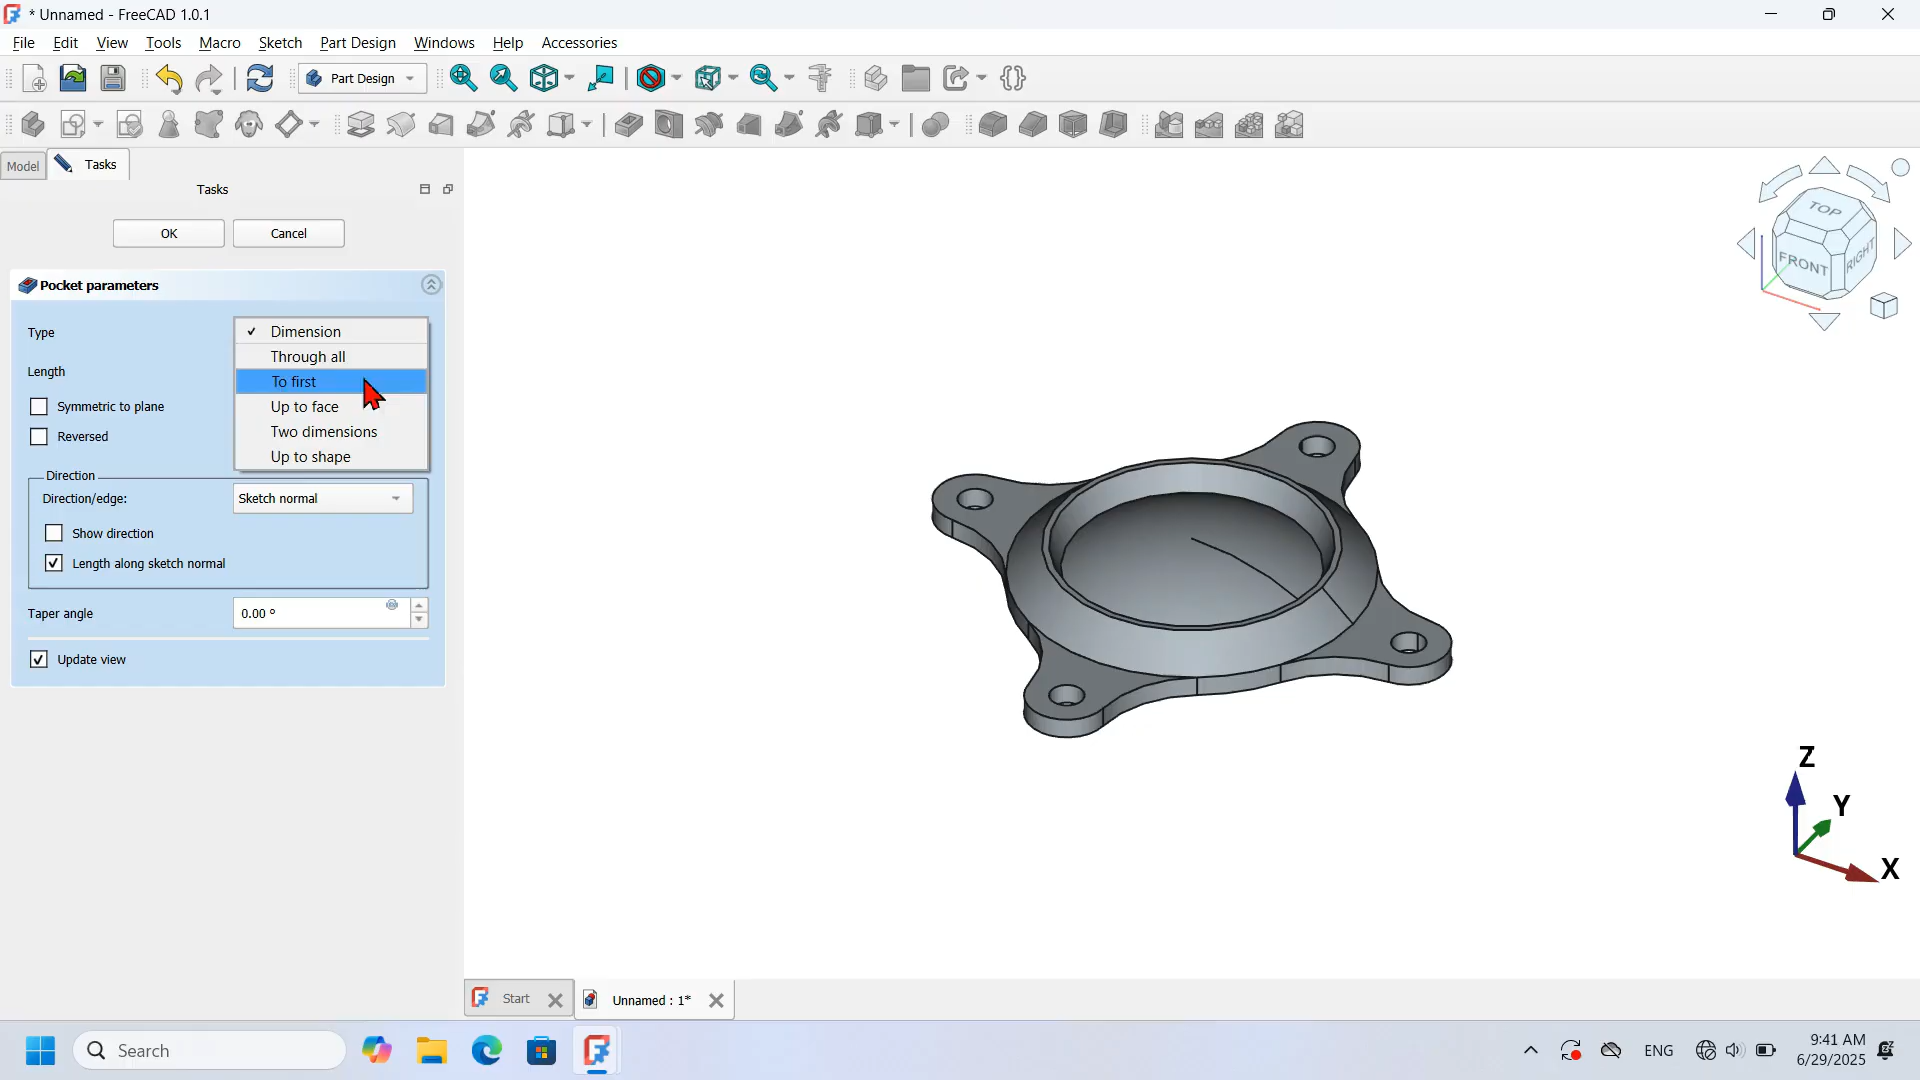 * Unnamed - FreeCAD 1.0.1
File Edit View Tools Macro Sketch Part Design Windows Help Accessories
Part Design
Model Tasks
Tasks
OK Cancel
Pocket parameters
Type
✓ Dimension
Through all
Length
To first
Symmetric to plane
Up to face
Reversed
Two dimensions
Up to shape
Direction
Direction/edge: Sketch normal
Show direction
Length along sketch normal
Taper angle 0.00 °
Update view
TOP
FRONT
RIGHT
Z
Y
X
Start
Unnamed : 1*
Search
ENG
9:41 AM
6/29/2025